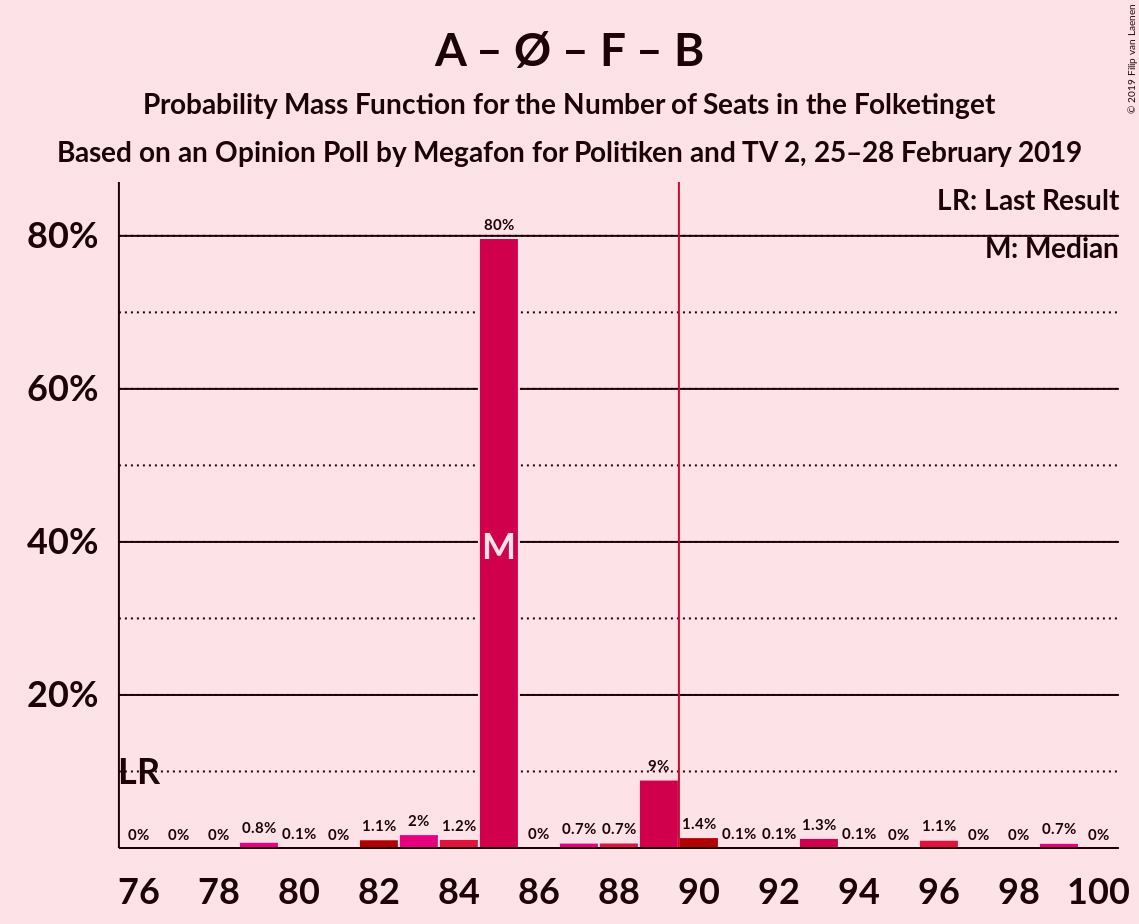 A – Ø – F – B
Probability Mass Function for the Number of Seats in the Folketinget
Based on an Opinion Poll by Megafon for Politiken and TV 2, 25–28 February 2019
© 2019 Filip van Laenen
LR: Last Result
M: Median
80%
60%
40%
20%
LR
M
0% 0% 0% 0.8% 0.1% 0% 1.1% 2% 1.2% 80% 0% 0.7% 0.7% 9% 1.4% 0.1% 0.1% 1.3% 0.1% 0% 1.1% 0% 0% 0.7% 0%
76 78 80 82 84 86 88 90 92 94 96 98 100